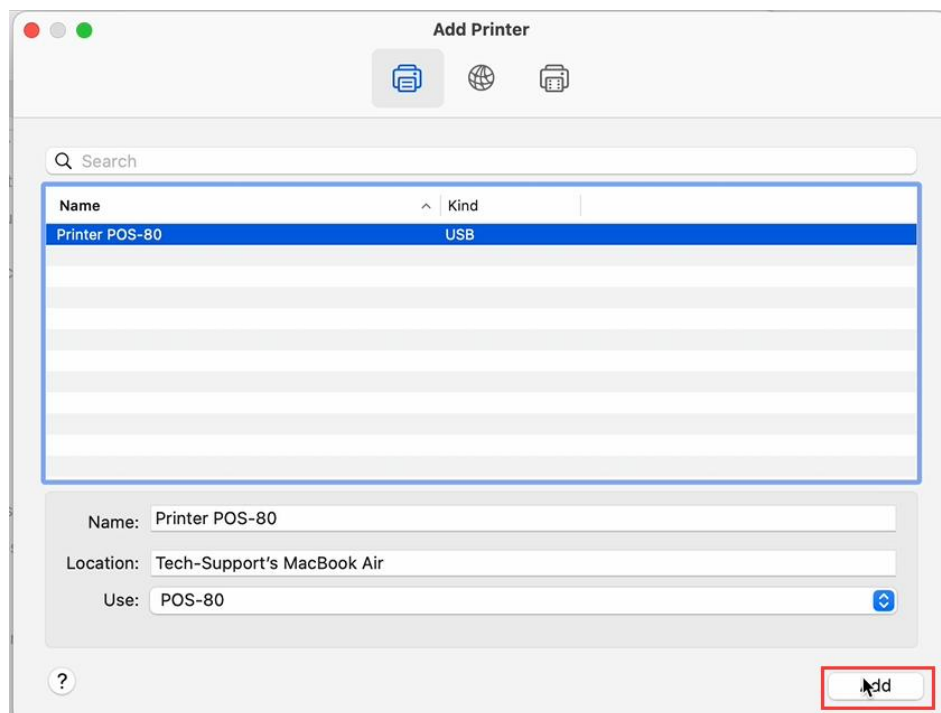 Add Printer
Search
Name Kind
Printer POS-80 USB
Name: Printer POS-80
Location: Tech-Support’s MacBook Air
Use: POS-80
?
Add